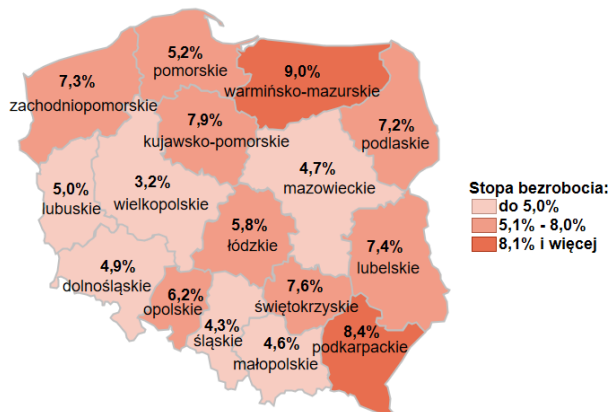 5,2%
pomorskie
9,0%
warmińsko-mazurskie
7,3%
zachodniopomorskie
7,9%
kujawsko-pomorskie
7,2%
podlaskie
4,7%
mazowieckie
5,0%
lubuskie
3,2%
wielkopolskie
5,8%
łódzkie
7,4%
lubelskie
4,9%
dolnośląskie
6,2%
opolskie
4,3%
śląskie
7,6%
świętokrzyskie
4,6%
małopolskie
8,4%
podkarpackie
Stopa bezrobocia:
do 5,0%
5,1% - 8,0%
8,1% i więcej